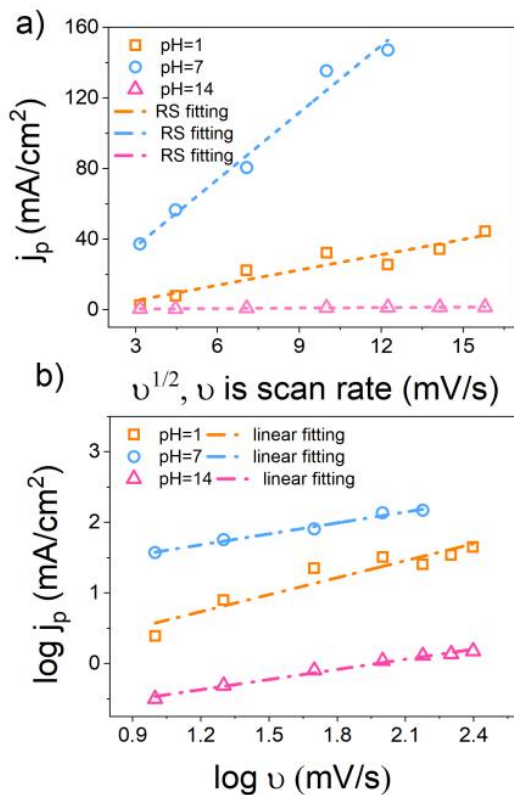 a)
160
120
80
40
0
j_p (mA/cm²)
pH=1
pH=7
pH=14
RS fitting
RS fitting
RS fitting
3 6 9 12 15
υ^1/2, υ is scan rate (mV/s)
b)
3
2
1
0
log j_p (mA/cm²)
pH=1 linear fitting
pH=7 linear fitting
pH=14 linear fitting
0.9 1.2 1.5 1.8 2.1 2.4
log υ (mV/s)